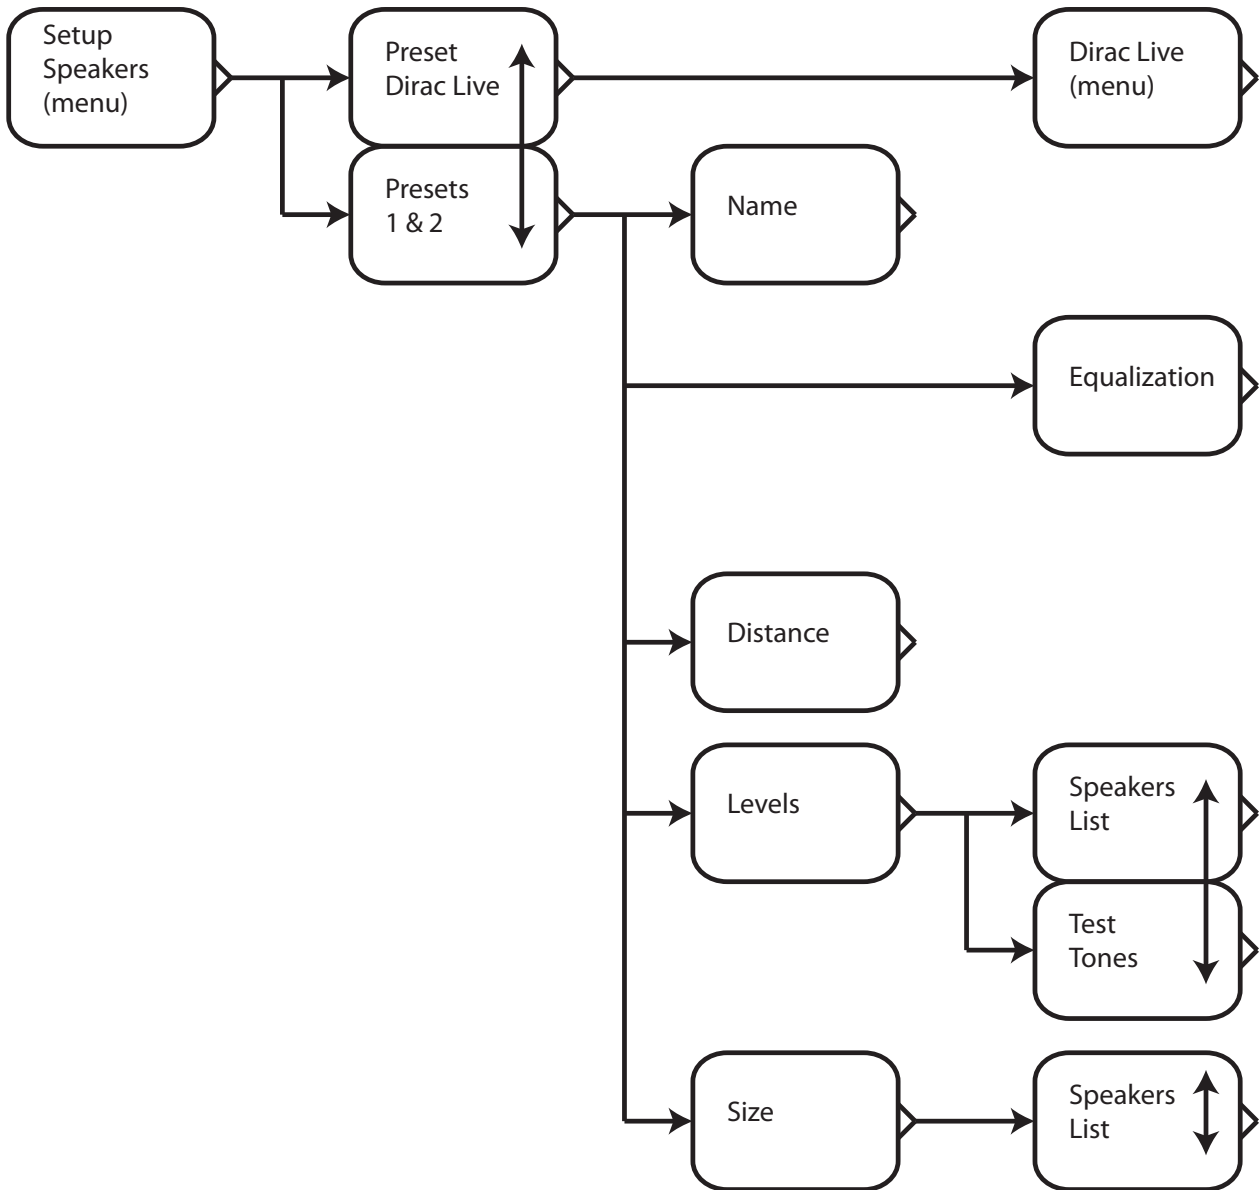 Setup
Speakers
(menu)
Preset
Dirac Live
Dirac Live
(menu)
Presets
1 & 2
Name
Equalization
Distance
Levels
Speakers
List
Test
Tones
Size
Speakers
List